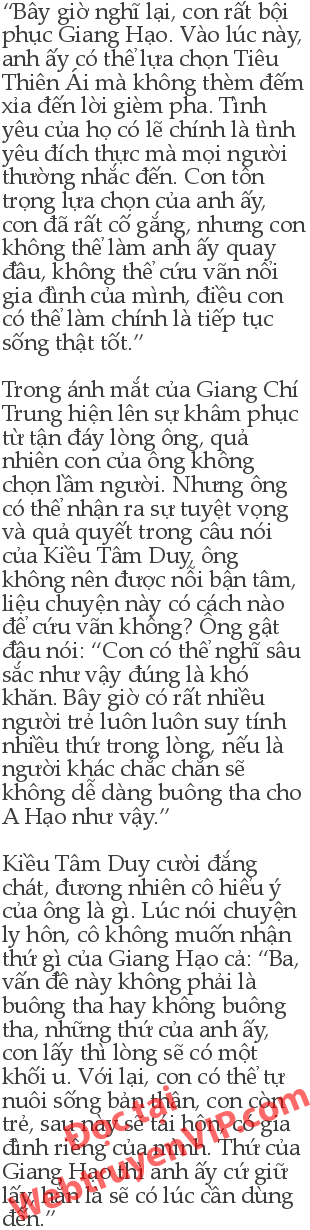 “Bây giờ nghĩ lại, con rất bội
phục Giang Hạo. Vào lúc này,
anh ấy có thể lựa chọn Tiêu
Thiên Ái mà không thèm đếm
xỉa đến lời gièm pha. Tình
yêu của họ có lẽ chính là tình
yêu đích thực mà mọi người
thường nhắc đến. Con tôn
trọng lựa chọn của anh ấy,
con đã rất cố gắng, nhưng con
không thể làm anh ấy quay
đầu, không thể cứu vãn nổi
gia đình của mình, điều con
có thể làm chính là tiếp tục
sống thật tốt.”
Trong ánh mắt của Giang Chí
Trung hiện lên sự khâm phục
từ tận đáy lòng ông, quả
nhiên con của ông không
chọn lầm người. Nhưng ông
có thể nhận ra sự tuyệt vọng
và quả quyết trong câu nói
của Kiều Tâm Duy, ông
không nén được nỗi bận tâm,
liệu chuyện này có cách nào
để cứu vãn không? Ông gật
đầu nói: “Con có thể nghĩ sâu
sắc như vậy đúng là khó
khăn. Bây giờ có rất nhiều
người trẻ luôn luôn suy tính
nhiều thứ trong lòng, nếu là
người khác chắc chắn sẽ
không dễ dàng buông tha cho
A Hạo như vậy.”
Kiều Tâm Duy cười đắng
chát, đương nhiên cô hiểu ý
của ông là gì. Lúc nói chuyện
ly hôn, cô không muốn nhận
thứ gì của Giang Hạo cả: “Ba,
vấn đề này không phải là
buông tha hay không buông
tha, những thứ của anh ấy,
con lấy thì lòng sẽ có một
khối u. Với lại, con có thể tự
nuôi sống bản thân, con còn
trẻ, sau này sẽ tái hôn, có gia
đình riêng của mình. Thứ của
Giang Hạo thì anh ấy cứ giữ
lấy, hẳn là sẽ có lúc cần dùng
đến.”
Đọc tại
WebtruyenVIP.com